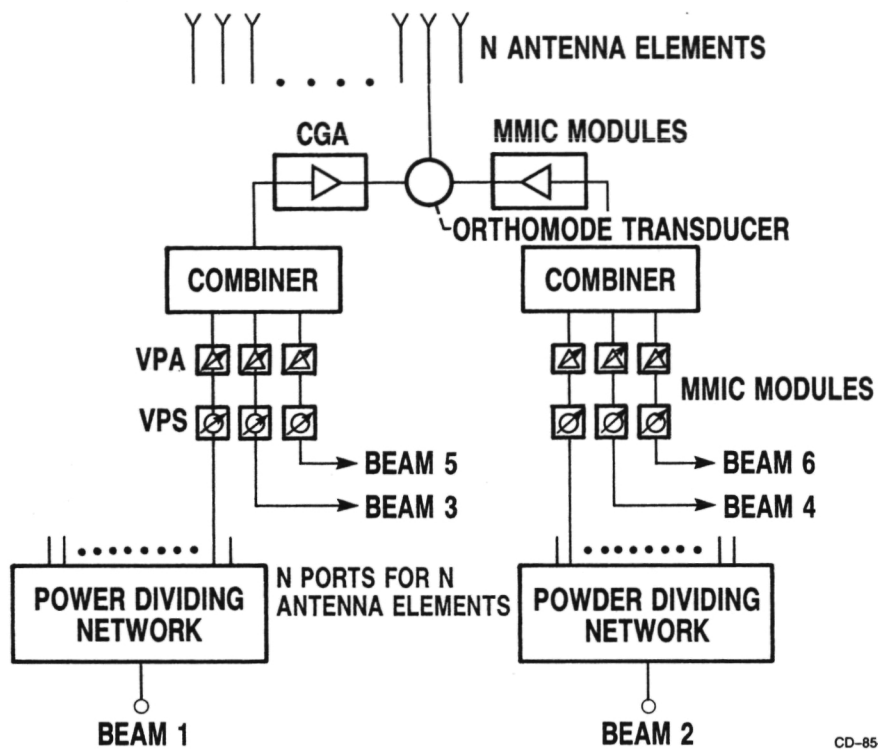 N ANTENNA ELEMENTS
CGA
MMIC MODULES
ORTHOMODE TRANSDUCER
COMBINER
COMBINER
VPA
VPS
MMIC MODULES
BEAM 5
BEAM 3
BEAM 6
BEAM 4
POWER DIVIDING
NETWORK
N PORTS FOR N
ANTENNA ELEMENTS
POWDER DIVIDING
NETWORK
BEAM 1
BEAM 2
CD-85